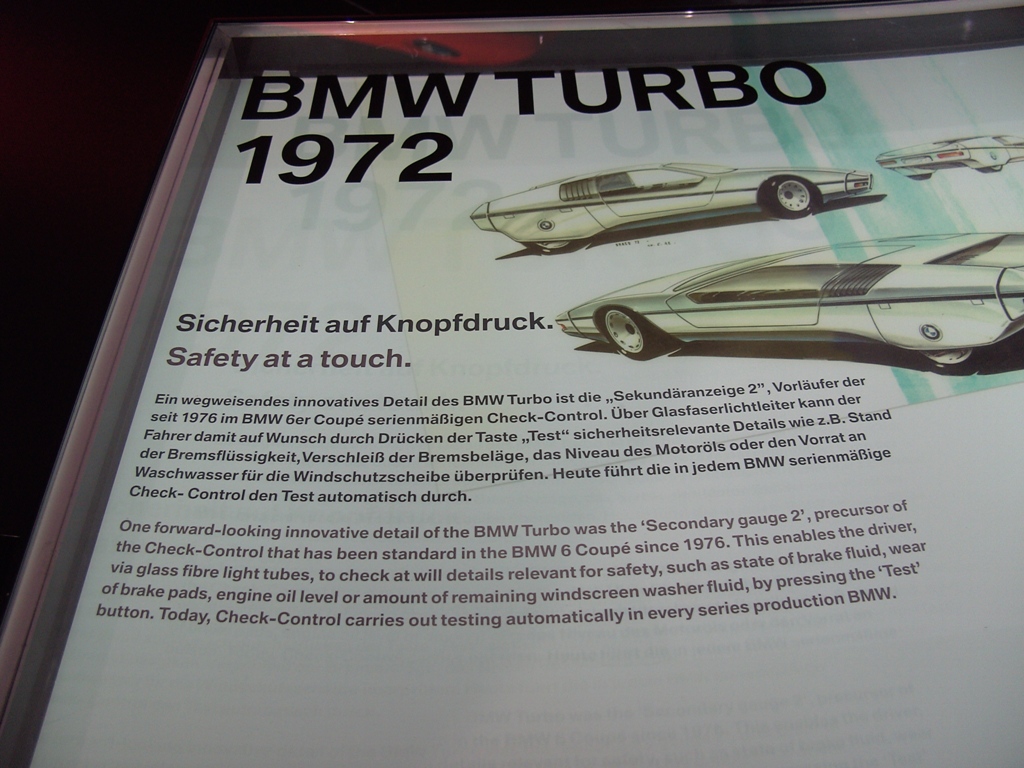 BMW TURBO
1972
Sicherheit auf Knopfdruck.
Safety at a touch.
Ein wegweisendes innovatives Detail des BMW Turbo ist die „Sekundäranzeige 2”, Vorläufer der
seit 1976 im BMW 6er Coupé serienmäßigen Check-Control. Über Glasfaserlichtleiter kann der
Fahrer damit auf Wunsch durch Drücken der Taste „Test“ sicherheitsrelevante Details wie z.B. Stand
der Bremsflüssigkeit, Verschleiß der Bremsbeläge, das Niveau des Motoröls oder den Vorrat an
Waschwasser für die Windschutzscheibe überprüfen. Heute führt die in jedem BMW serienmäßige
Check- Control den Test automatisch durch.
One forward-looking innovative detail of the BMW Turbo was the ‘Secondary gauge 2’, precursor of
the Check-Control that has been standard in the BMW 6 Coupé since 1976. This enables the driver,
via glass fibre light tubes, to check at will details relevant for safety, such as state of brake fluid, wear
of brake pads, engine oil level or amount of remaining windscreen washer fluid, by pressing the ‘Test’
button. Today, Check-Control carries out testing automatically in every series production BMW.